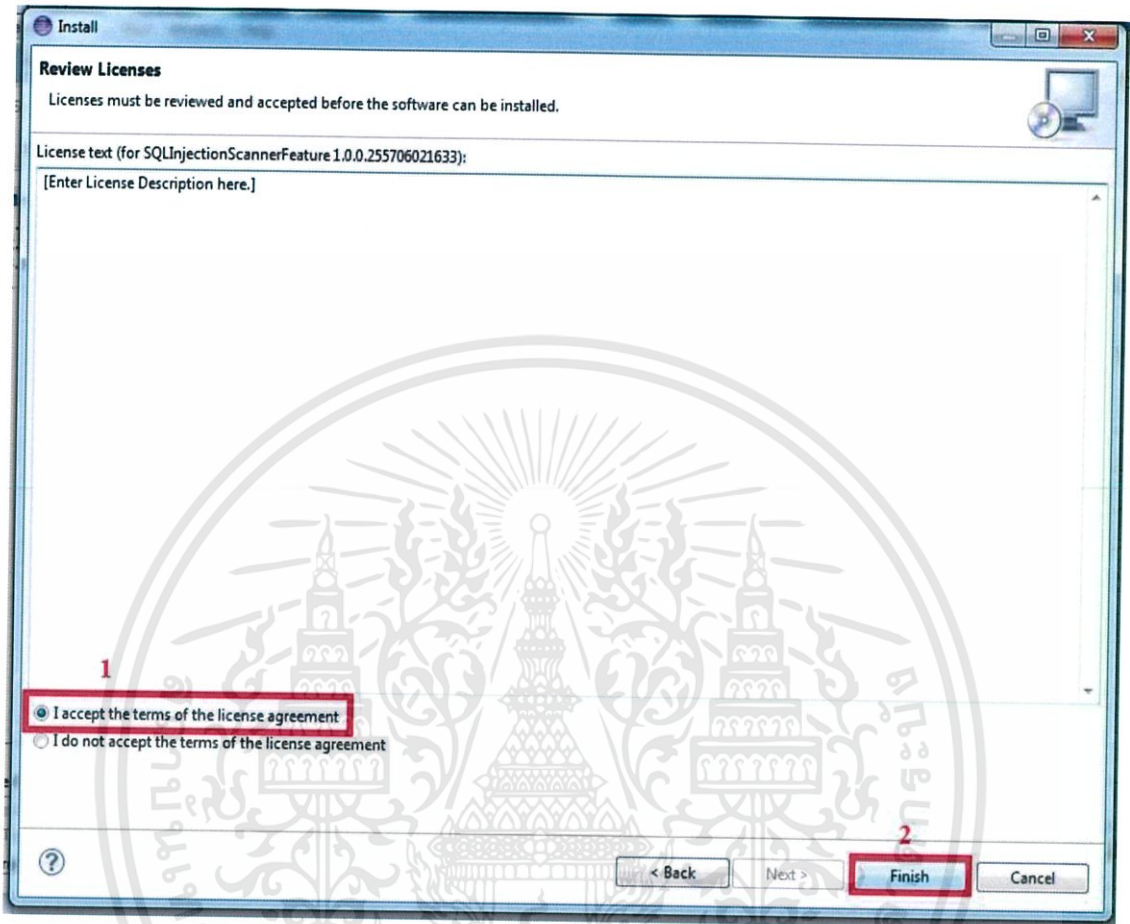 Install
Review Licenses
Licenses must be reviewed and accepted before the software can be installed.
License text (for SQLInjectionScannerFeature 1.0.0.255706021633):
[Enter License Description here.]
1
I accept the terms of the license agreement
I do not accept the terms of the license agreement
2
< Back
Next >
Finish
Cancel